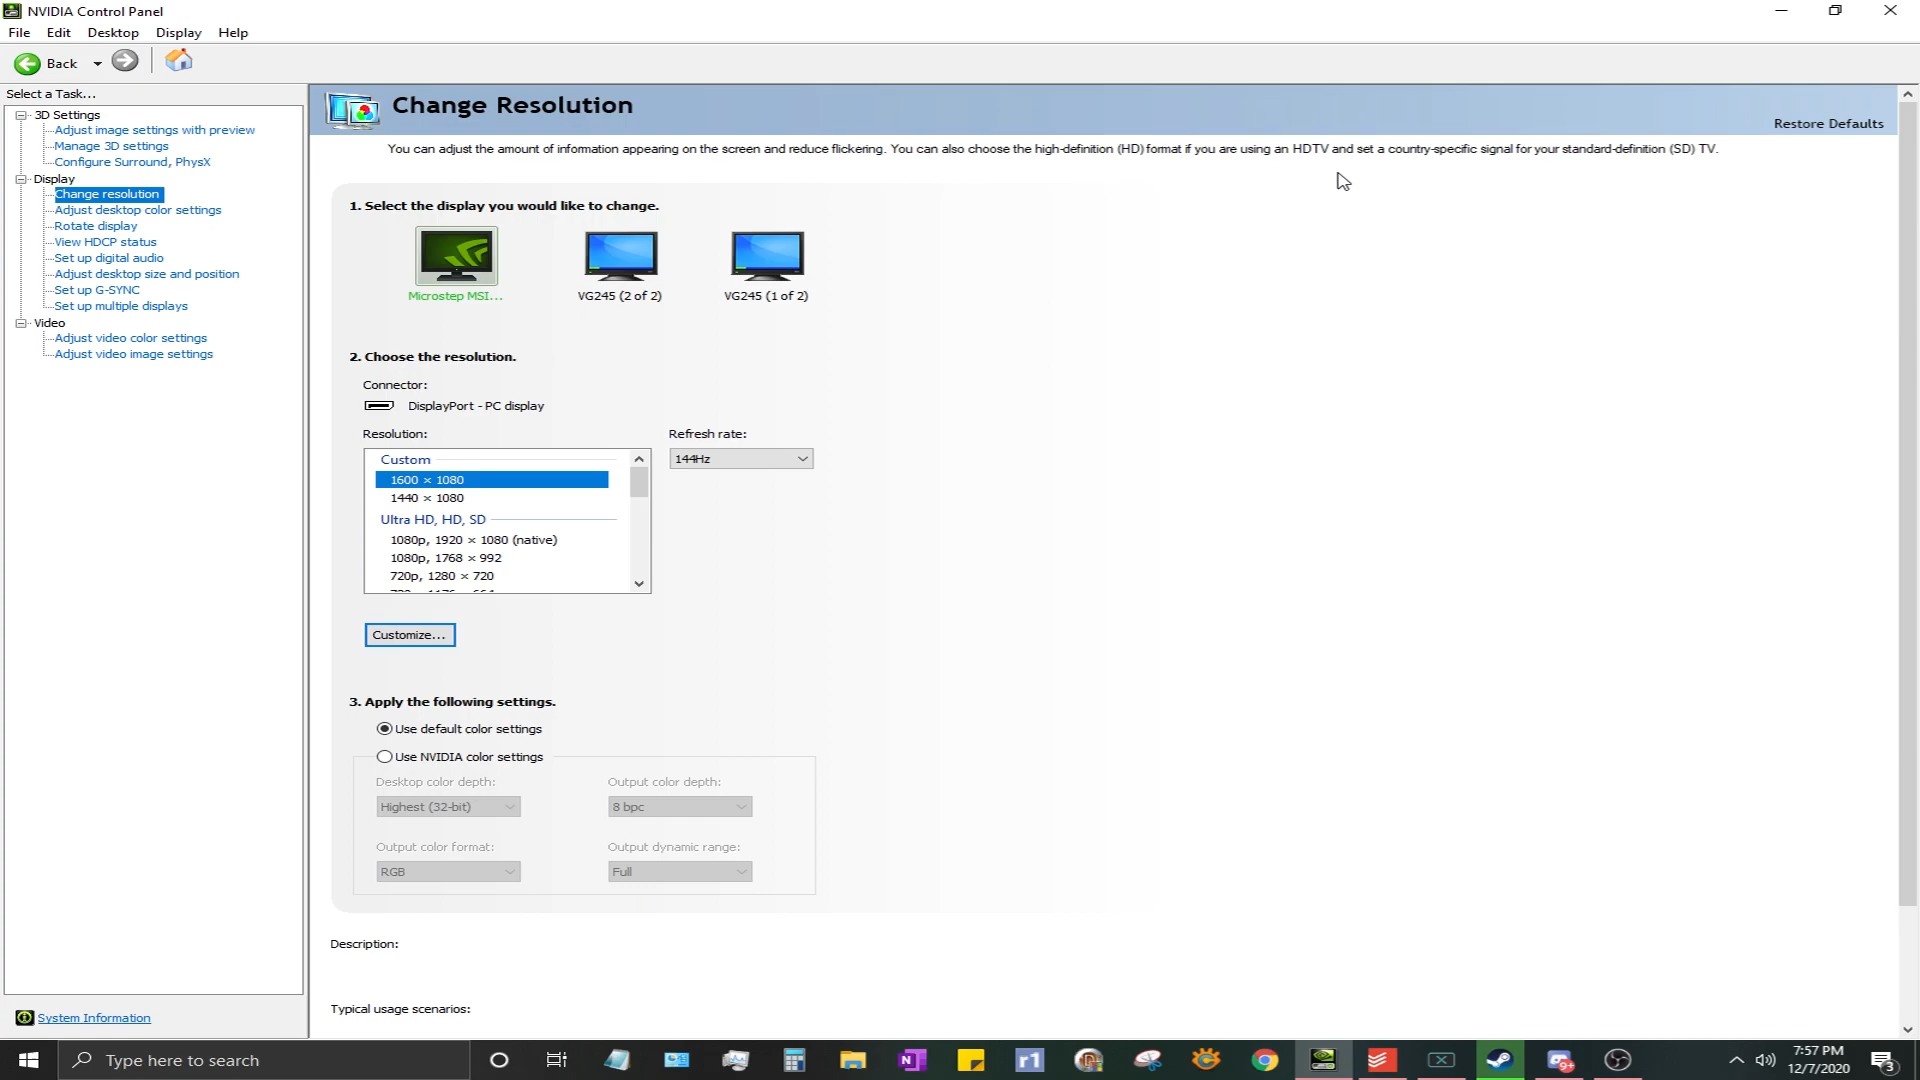 NVIDIA Control Panel
File Edit Desktop Display Help
Back
Select a Task...
3D Settings
Adjust image settings with preview
Manage 3D settings
Configure Surround, PhysX
Display
Change resolution
Adjust desktop color settings
Rotate display
View HDCP status
Set up digital audio
Adjust desktop size and position
Set up G-SYNC
Set up multiple displays
Video
Adjust video color settings
Adjust video image settings
System Information
Change Resolution
Restore Defaults
You can adjust the amount of information appearing on the screen and reduce flickering. You can also choose the high-definition (HD) format if you are using an HDTV and set a country-specific signal for your standard-definition (SD) TV.
1. Select the display you would like to change.
Microstep MSI... VG245 (2 of 2) VG245 (1 of 2)
2. Choose the resolution.
Connector:
DisplayPort - PC display
Resolution: Refresh rate:
144Hz
Custom
1600 × 1080
1440 × 1080
Ultra HD, HD, SD
1080p, 1920 × 1080 (native)
1080p, 1768 × 992
720p, 1280 × 720
Customize...
3. Apply the following settings.
Use default color settings
Use NVIDIA color settings
Desktop color depth: Output color depth:
Highest (32-bit) 8 bpc
Output color format: Output dynamic range:
RGB Full
Description:
Typical usage scenarios:
Type here to search
N
r1
9+
7:57 PM
12/7/2020
3